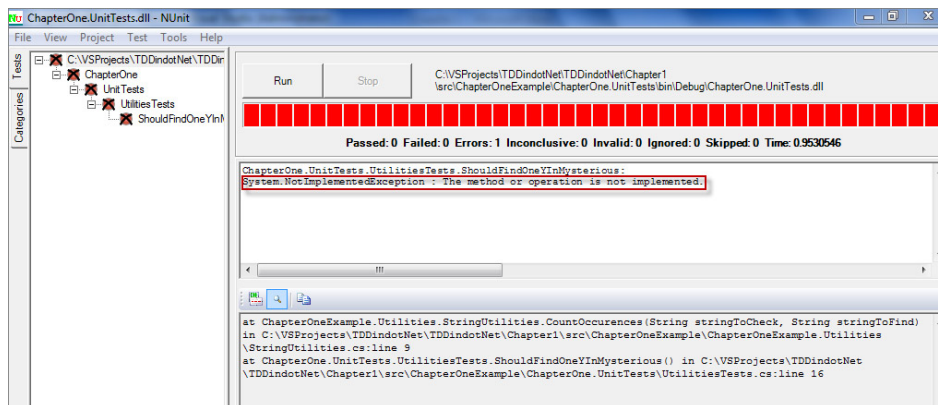 ChapterOne.UnitTests.dll - NUnit
File View Project Test Tools Help
Tests
Categories
C:\VSProjects\TDDindotNet\TDDin
ChapterOne
UnitTests
UtilitiesTests
ShouldFindOneYInM
Run
Stop
C:\VSProjects\TDDindotNet\TDDindotNet\Chapter1
\src\ChapterOneExample\ChapterOne.UnitTests\bin\Debug\ChapterOne.UnitTests.dll
Passed: 0 Failed: 0 Errors: 1 Inconclusive: 0 Invalid: 0 Ignored: 0 Skipped: 0 Time: 0.9530546
ChapterOne.UnitTests.UtilitiesTests.ShouldFindOneYInMysterious:
System.NotImplementedException : The method or operation is not implemented.
at ChapterOneExample.Utilities.StringUtilities.CountOccurences(String stringToCheck, String stringToFind)
in C:\VSProjects\TDDindotNet\TDDindotNet\Chapter1\src\ChapterOneExample\ChapterOneExample.Utilities
\StringUtilities.cs:line 9
at ChapterOne.UnitTests.UtilitiesTests.ShouldFindOneYInMysterious() in C:\VSProjects\TDDindotNet
\TDDindotNet\Chapter1\src\ChapterOneExample\ChapterOne.UnitTests\UtilitiesTests.cs:line 16